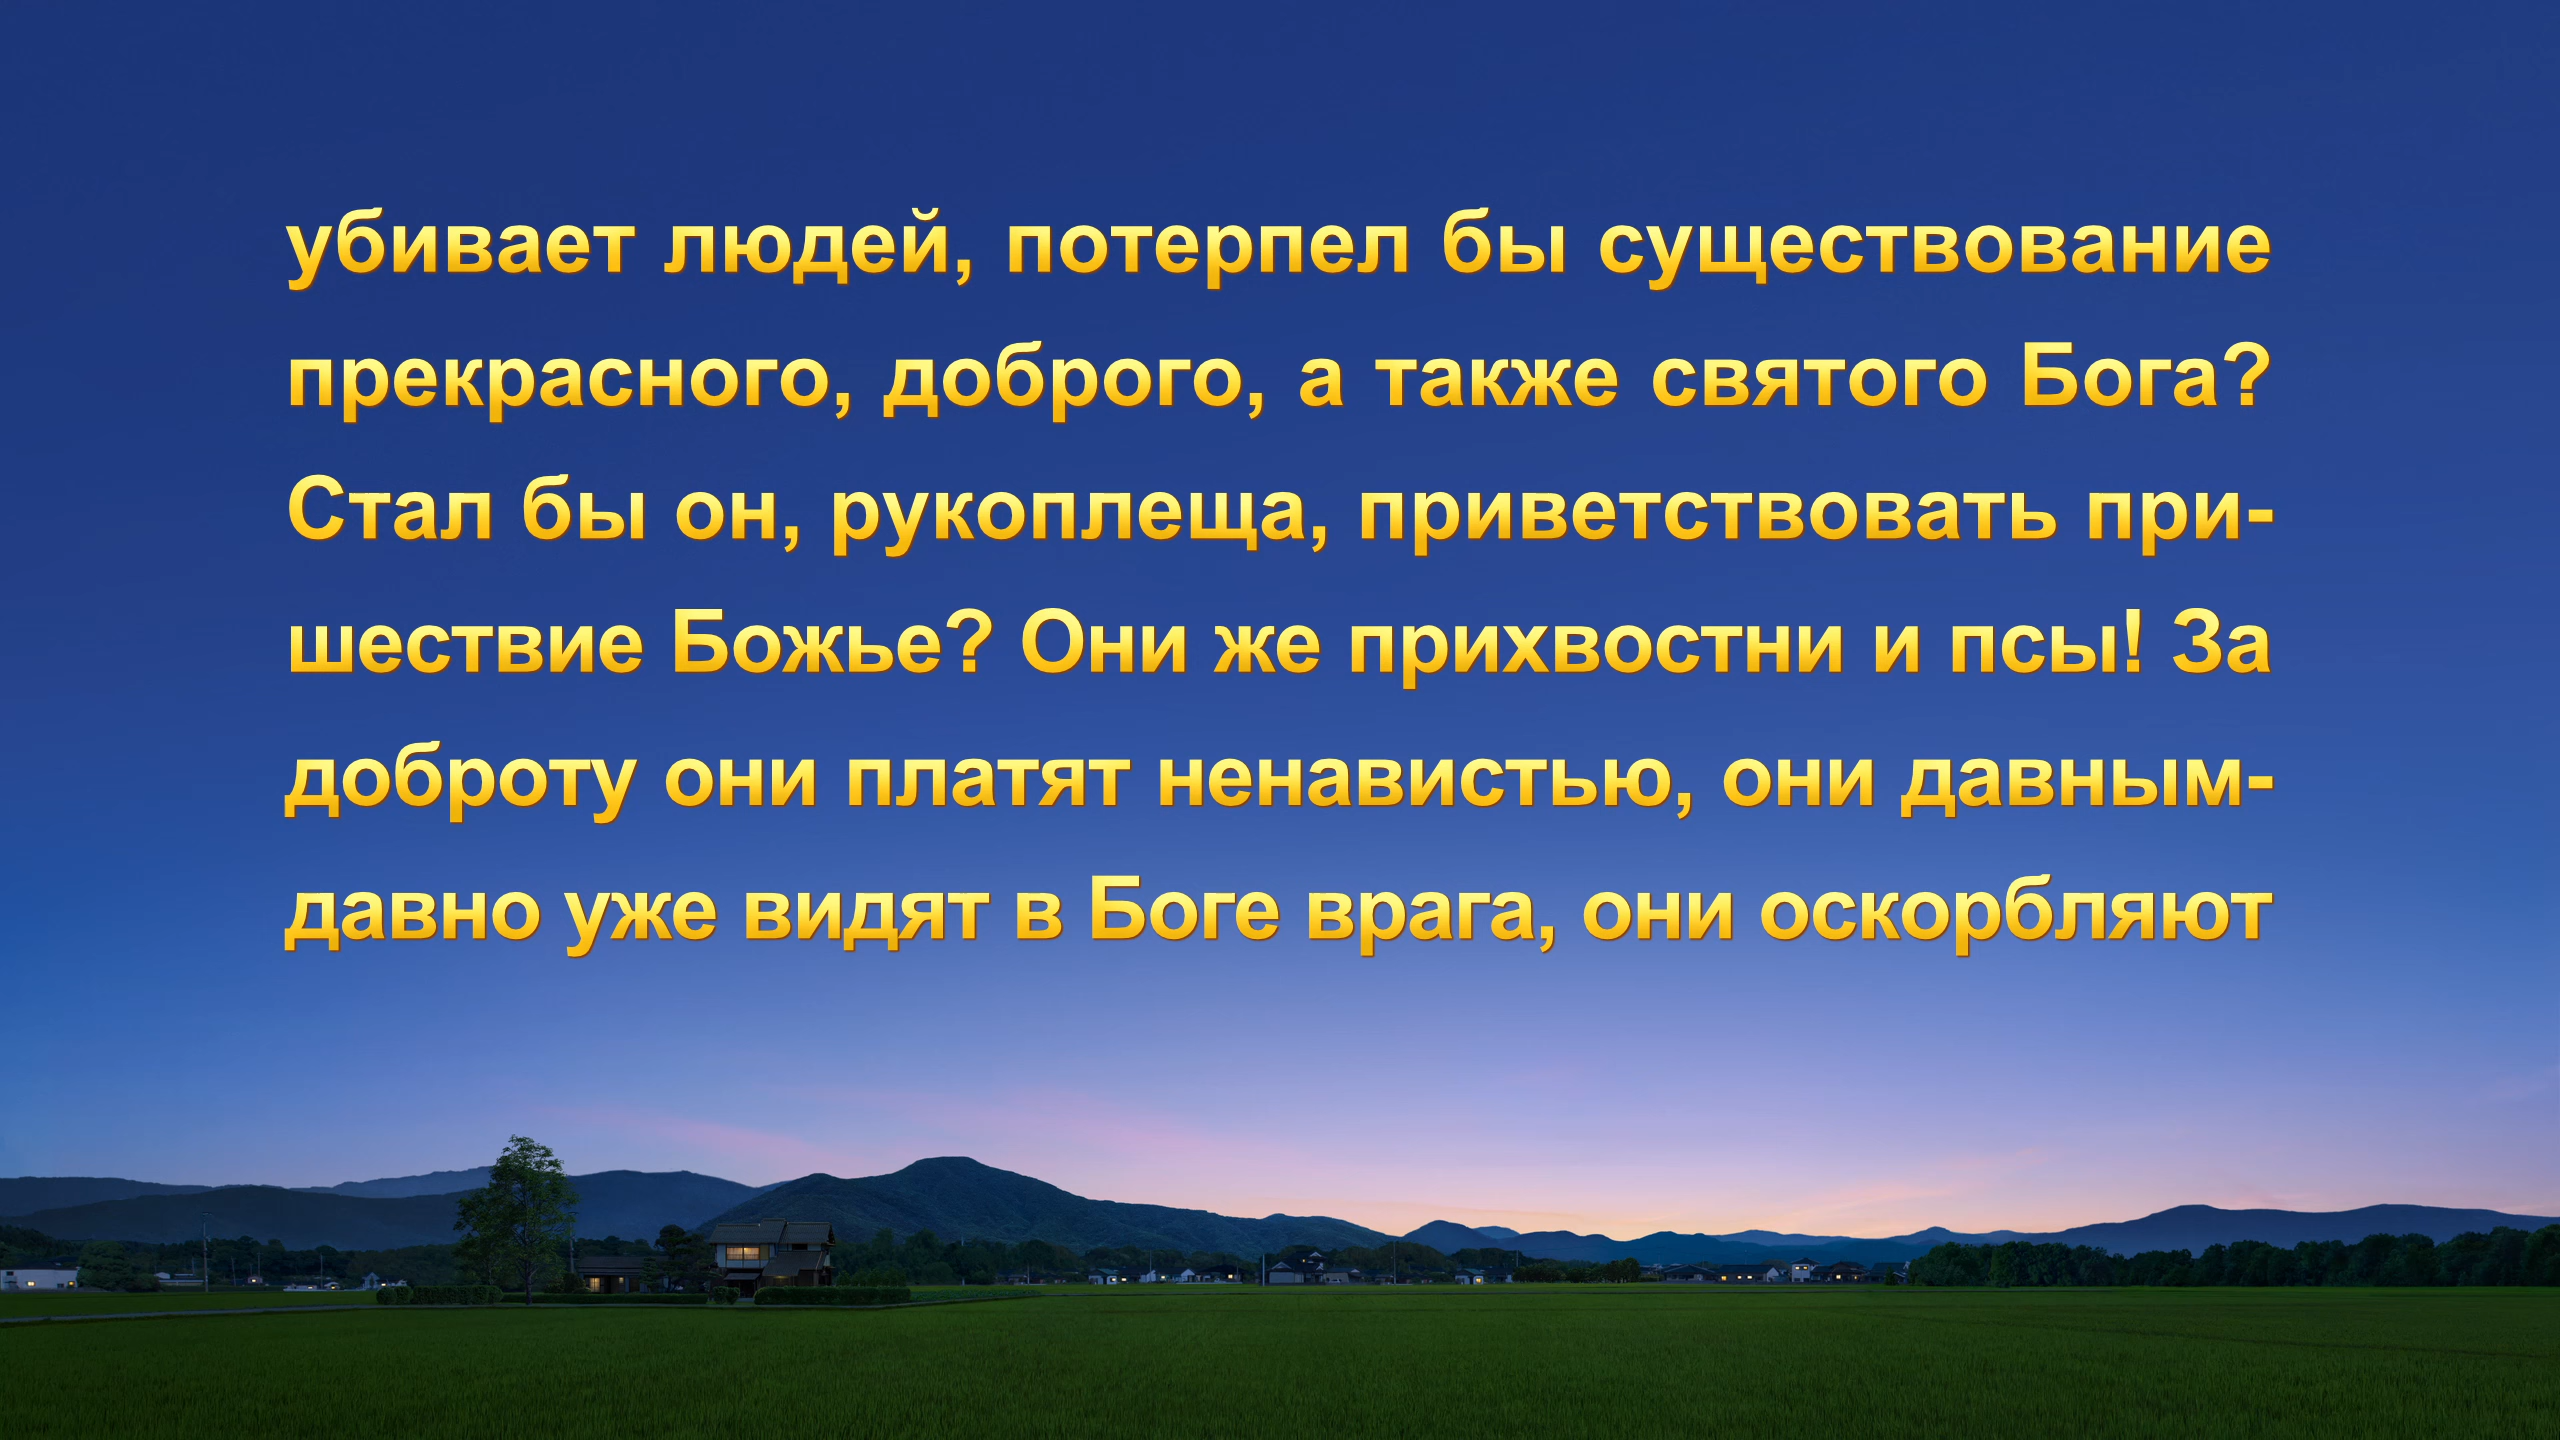 убивает людей, потерпел бы существование
прекрасного, доброго, а также святого Бога?
Стал бы он, рукоплеща, приветствовать при-
шествие Божье? Они же прихвостни и псы! За
доброту они платят ненавистью, они давным-
давно уже видят в Боге врага, они оскорбляют